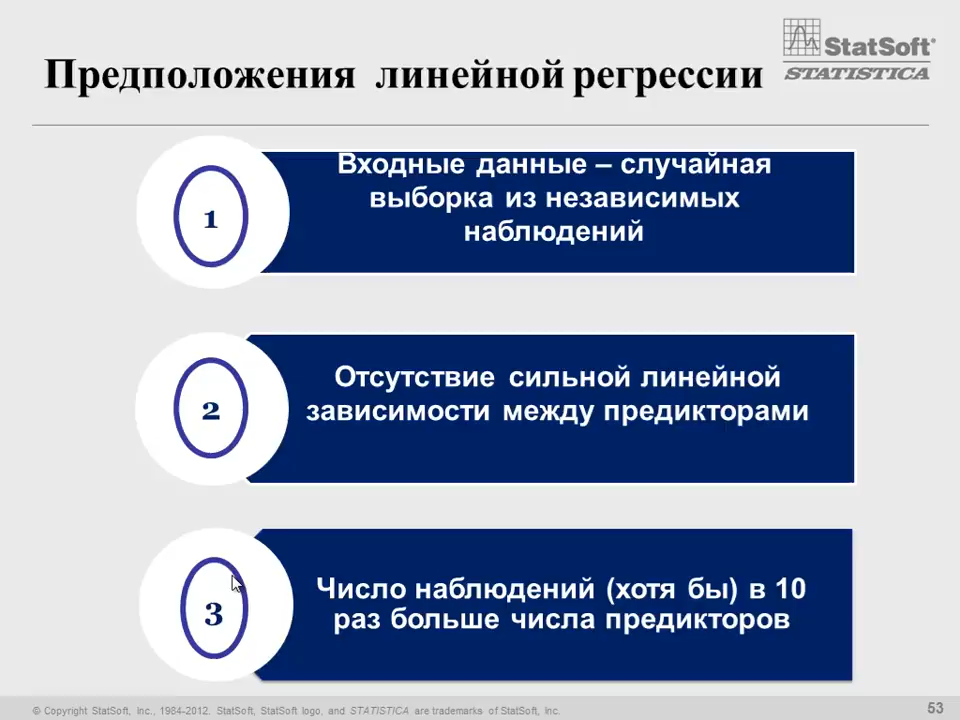 StatSoft®
STATISTICA
Предположения линейной регрессии
1
Входные данные – случайная
выборка из независимых
наблюдений
2
Отсутствие сильной линейной
зависимости между предикторами
3
Число наблюдений (хотя бы) в 10
раз больше числа предикторов
© Copyright StatSoft, inc., 1984-2012. StatSoft, StatSoft logo, and STATISTICA are trademarks of StatSoft, Inc.
53